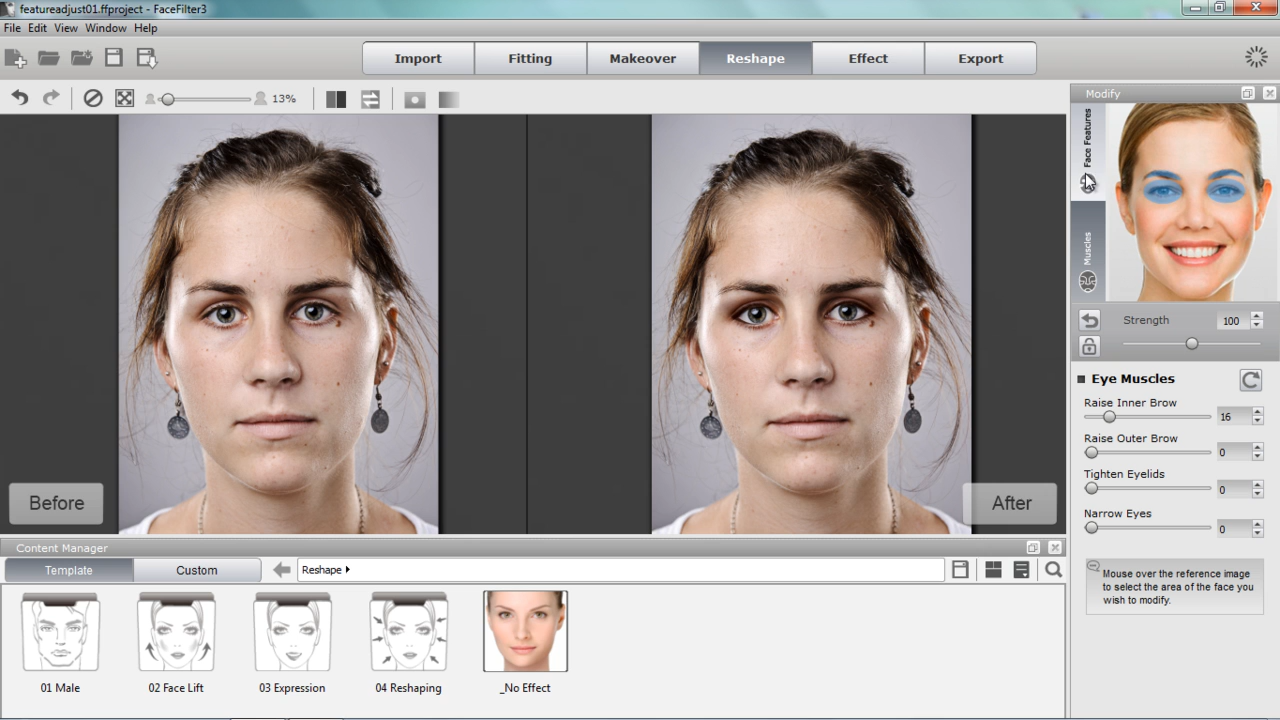 featureadjust01.ffproject - FaceFilter3
File Edit View Window Help
Import Fitting Makeover Reshape Effect Export
13%
Modify
Face Features
Muscles
Before
After
Strength 100
Eye Muscles
Raise Inner Brow
16
Raise Outer Brow
0
Tighten Eyelids
0
Narrow Eyes
0
Mouse over the reference image
to select the area of the face you
wish to modify.
Content Manager
Template Custom Reshape
01 Male 02 Face Lift 03 Expression 04 Reshaping _No Effect